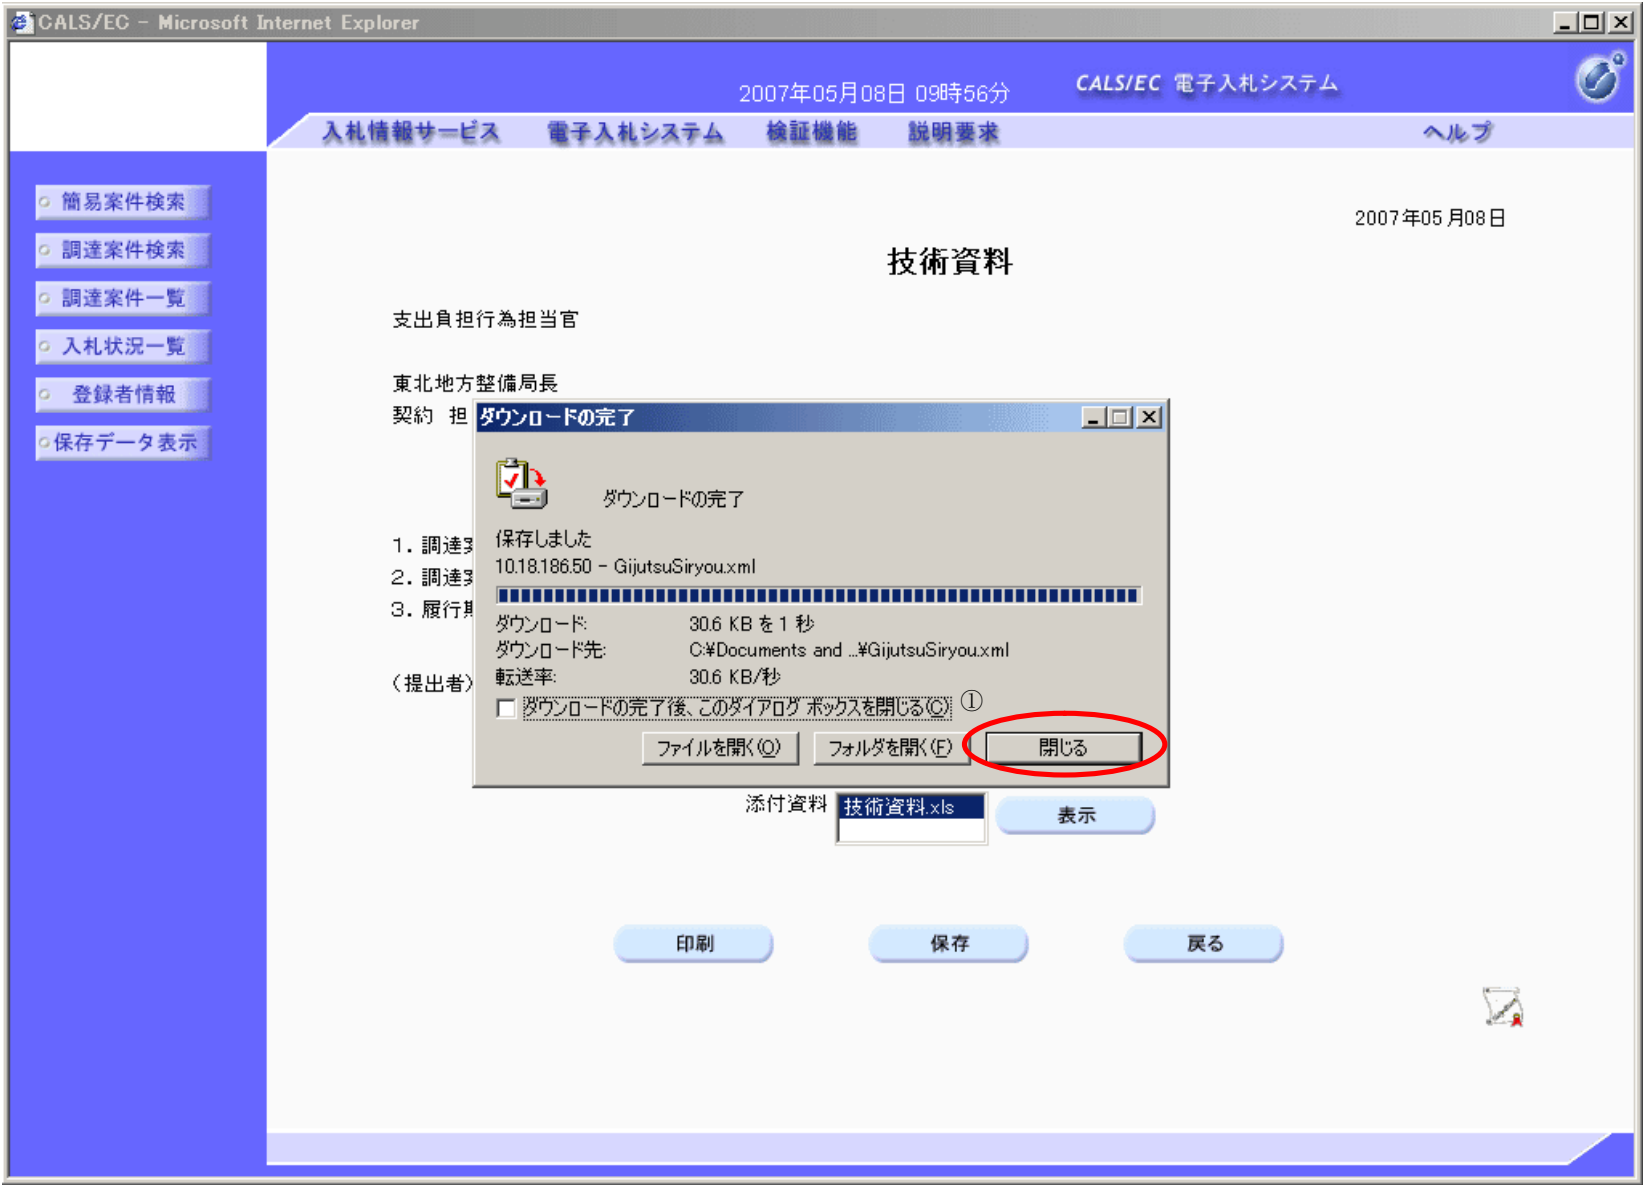 CALS/EC - Microsoft Internet Explorer
2007年05月08日 09時56分
CALS/EC 電子入札システム
入札情報サービス 電子入札システム 検証機能 説明要求 ヘルプ
簡易案件検索
調達案件検索
調達案件一覧
入札状況一覧
登録者情報
保存データ表示
2007年05月08日
技術資料
支出負担行為担当官
東北地方整備局長
契約 担
ダウンロードの完了
ダウンロードの完了
保存しました
10.18.186.50 - GijutsuSiryou.xml
1. 調達
2. 調達
3. 履行
(提出者)
ダウンロード: 30.6 KB を 1 秒
ダウンロード先: C:¥Documents and ...¥GijutsuSiryou.xml
転送率: 30.6 KB/秒
ダウンロードの完了後、このダイアログ ボックスを閉じる(C) ①
ファイルを開く(O) フォルダを開く(F) 閉じる
添付資料 技術資料.xls 表示
印刷 保存 戻る